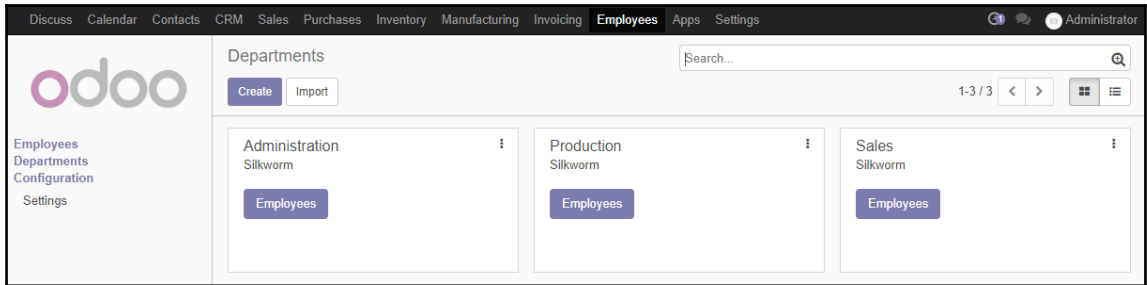 Discuss Calendar Contacts CRM Sales Purchases Inventory Manufacturing Invoicing Employees Apps Settings 1 Administrator
odoo
Departments
Search...
Create Import
1-3 / 3
Employees
Departments
Configuration
Settings
Administration
Silkworm
Employees
Production
Silkworm
Employees
Sales
Silkworm
Employees